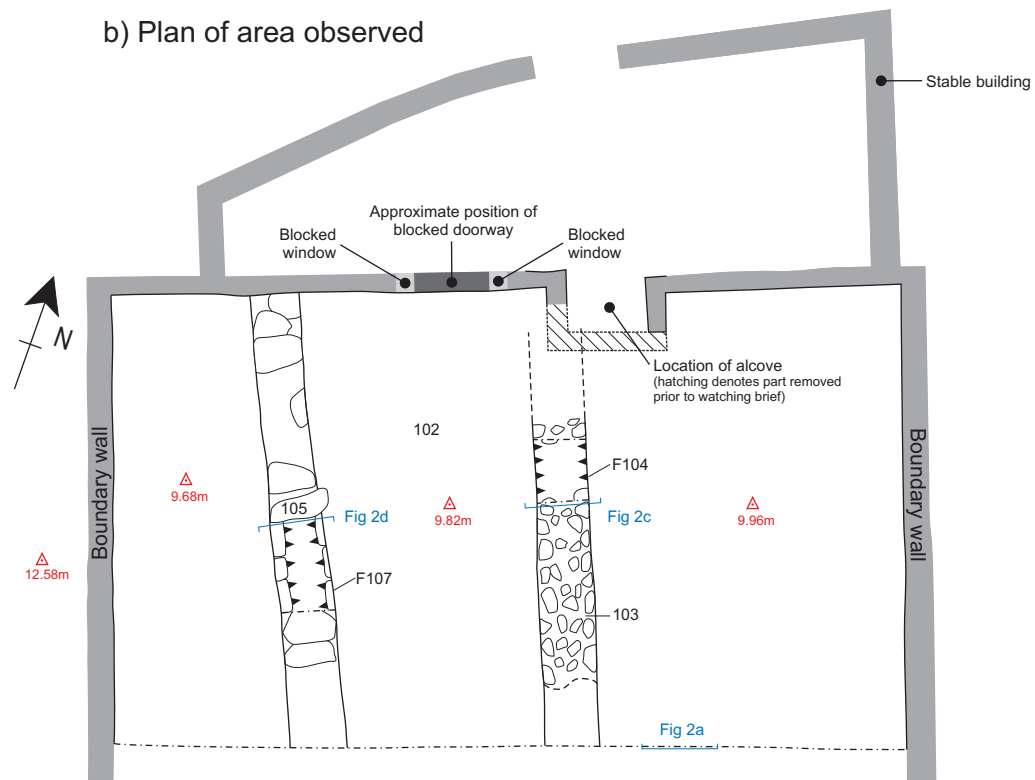 b) Plan of area observed
Stable building
Approximate position of
blocked doorway
Blocked
window
Blocked
window
N
Location of alcove
(hatching denotes part removed
prior to watching brief)
Boundary wall
Boundary wall
102
F104
9.68m
105
Fig 2d
9.82m
Fig 2c
9.96m
12.58m
F107
103
Fig 2a